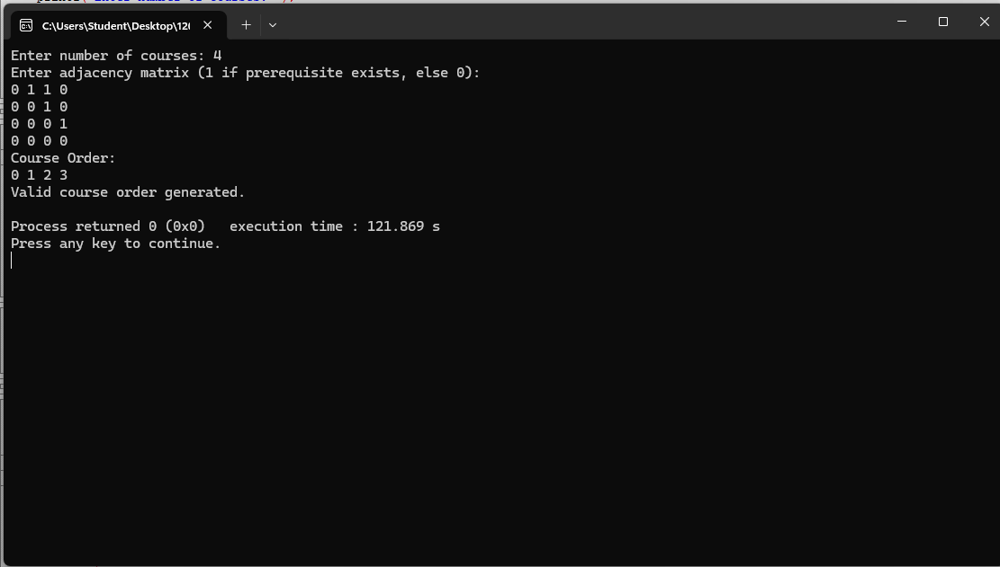 C:\Users\Student\Desktop\120
Enter number of courses: 4
Enter adjacency matrix (1 if prerequisite exists, else 0):
0 1 1 0
0 0 1 0
0 0 0 1
0 0 0 0
Course Order:
0 1 2 3
Valid course order generated.
Process returned 0 (0x0)   execution time : 121.869 s
Press any key to continue.